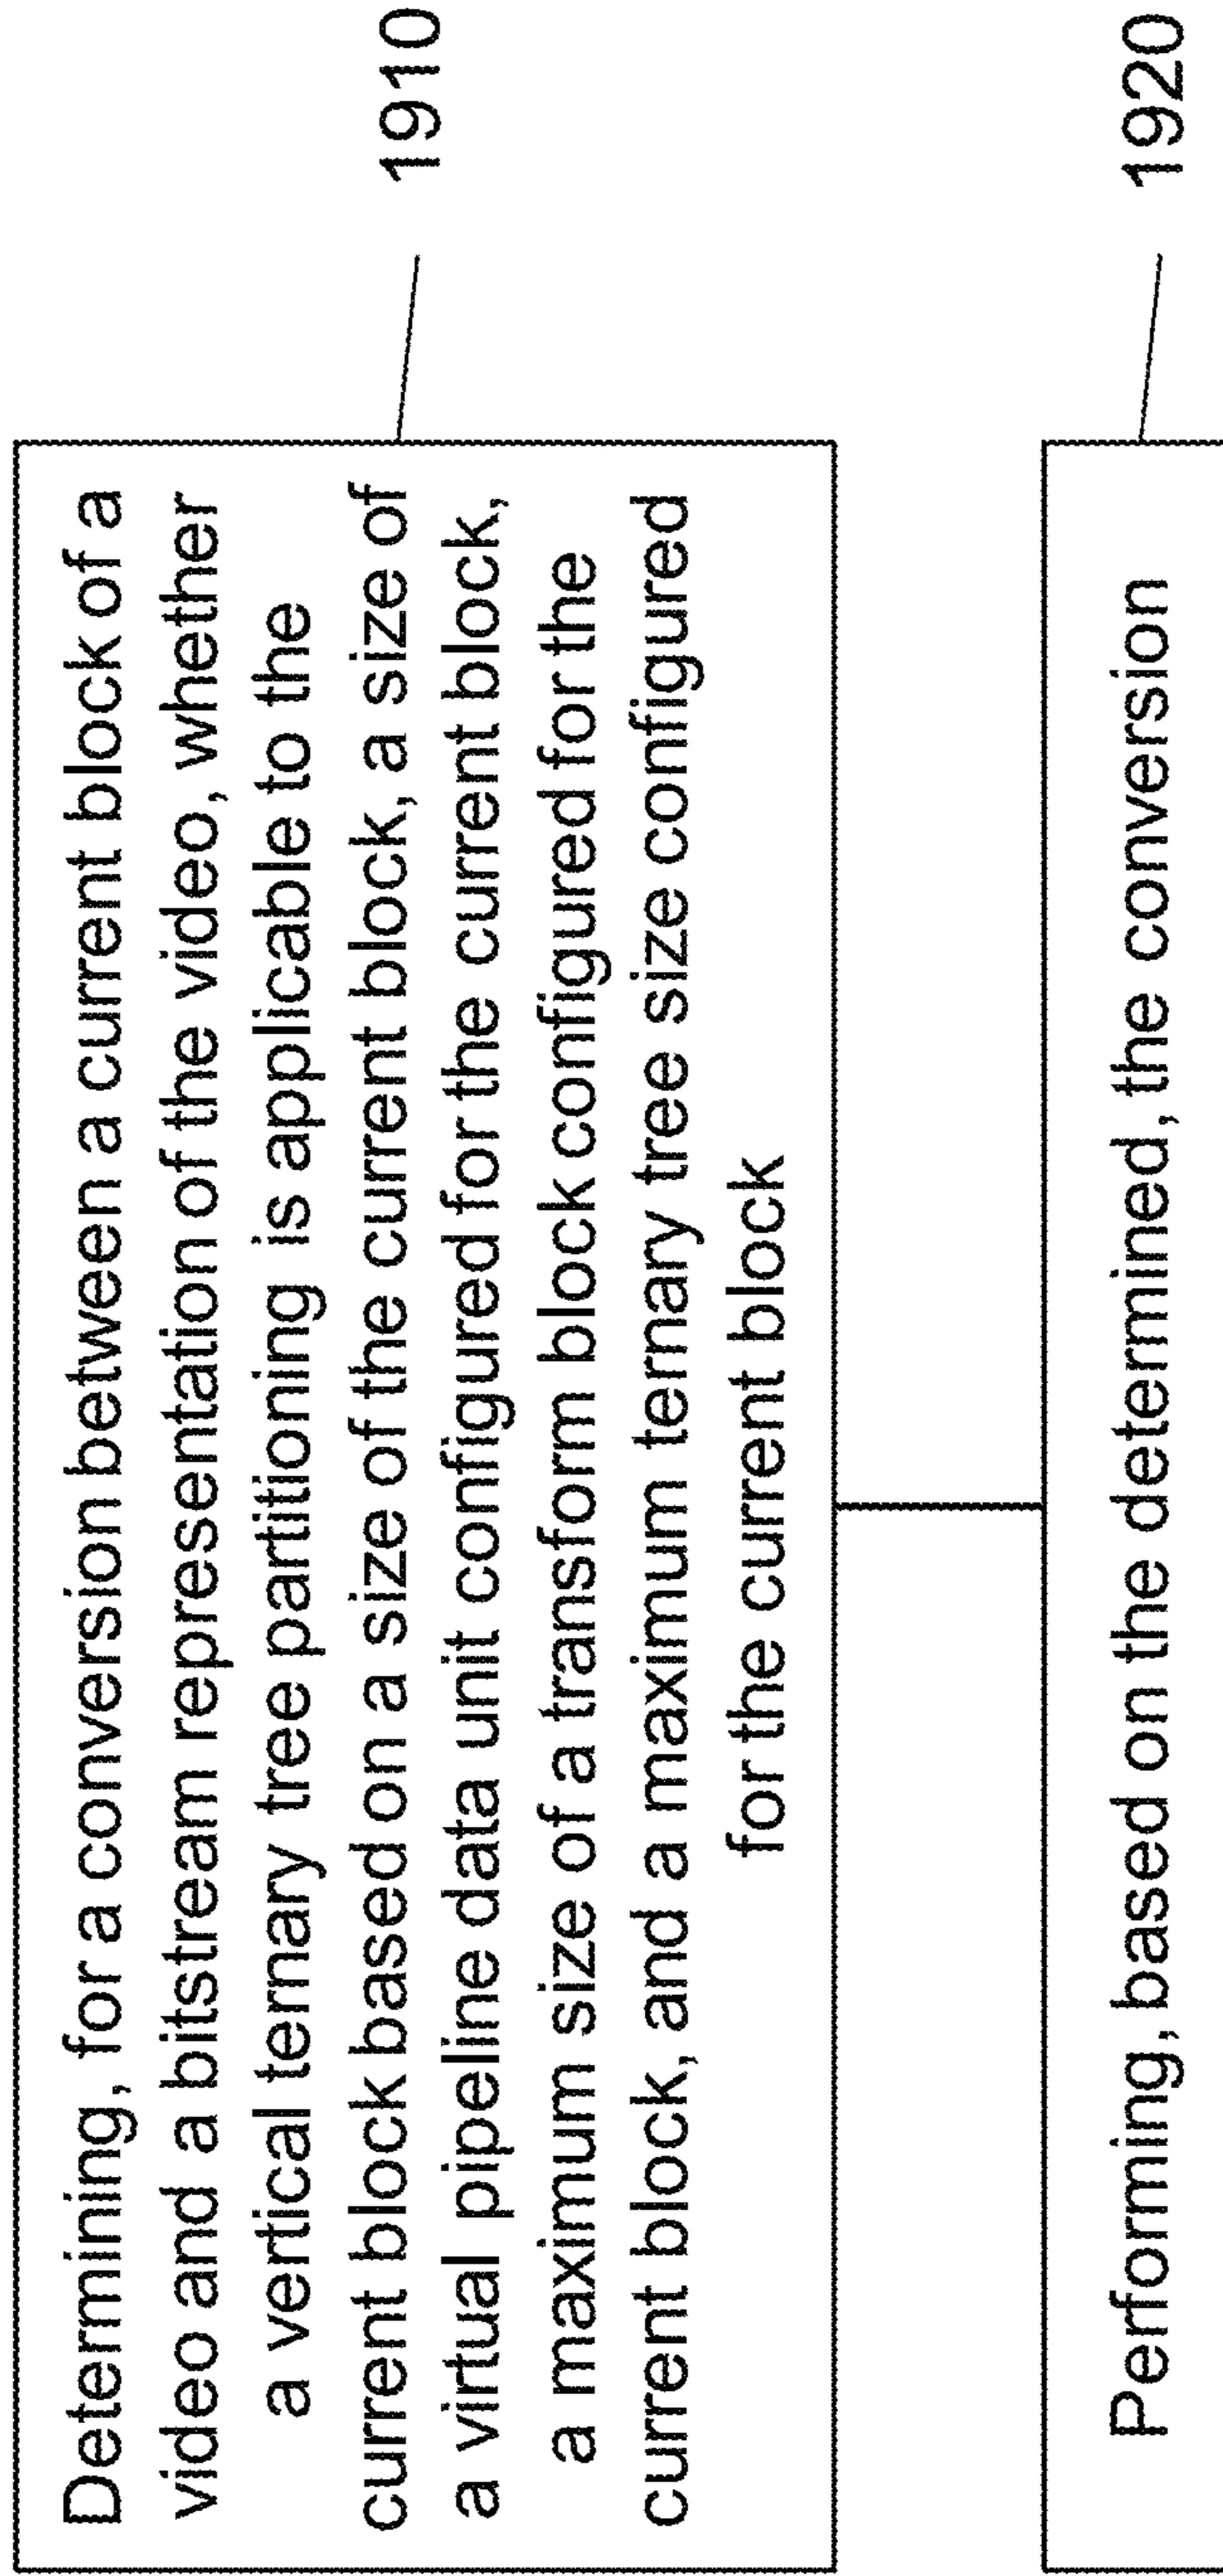 Determining, for a conversion between a current block of a
video and a bitstream representation of the video, whether
a vertical ternary tree partitioning is applicable to the
current block based on a size of the current block, a size of
a virtual pipeline data unit configured for the current block,
a maximum size of a transform block configured for the
current block, and a maximum ternary tree size configured
for the current block
1910
Performing, based on the determined, the conversion
1920